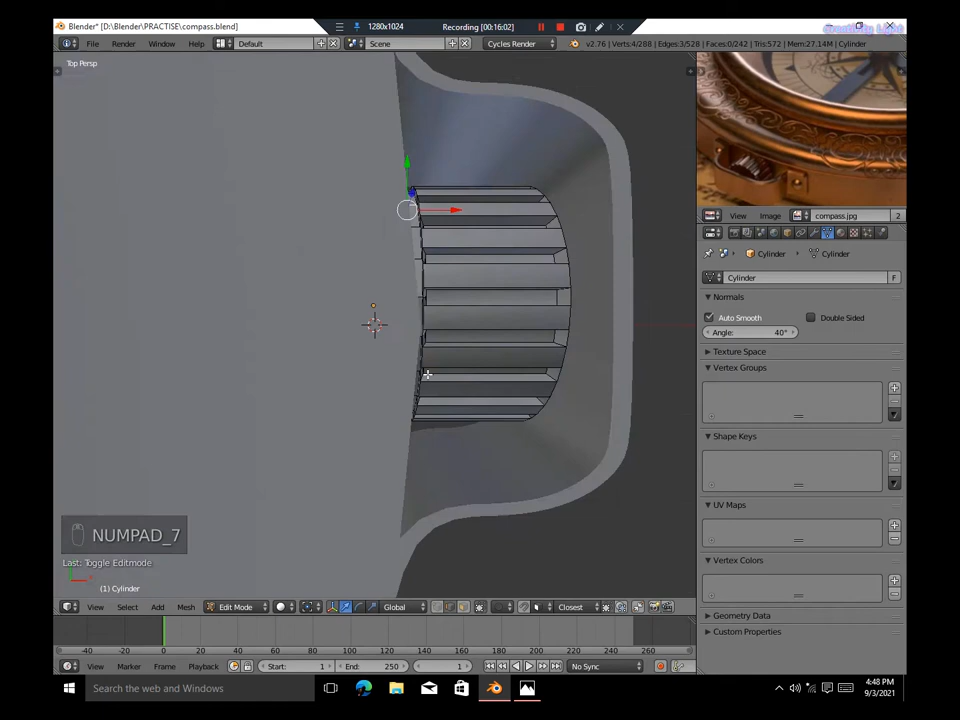 Blender* [D:\Blender\PRACTISE\compass.blend]
1280x1024
Recording [00:16:02]
File Render Window Help
Default
Scene
Cycles Render
v2.76 | Verts:4/288 | Edges:3/528 | Faces:0/242 | Tris:572 | Mem:27.14M | Cylinder
Top Persp
View Image
compass.jpg
2
Cylinder
Cylinder
Cylinder
F
Normals
Auto Smooth
Double Sided
Angle: 40°
Texture Space
Vertex Groups
Shape Keys
UV Maps
Vertex Colors
Geometry Data
Custom Properties
NUMPAD_7
Last: Toggle Editmode
(1) Cylinder
View Select Add Mesh
Edit Mode
Global
Closest
-40 -20 0 20 40 60 80 100 120 140 160 180 200 220 240 260
View Marker Frame Playback
Start: 1
End: 250
1
No Sync
Search the web and Windows
4:48 PM
9/3/2021